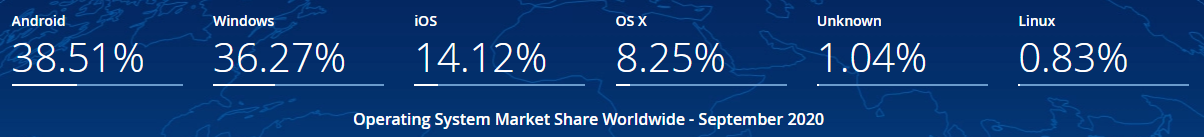 Android Windows iOS OS X Unknown Linux
38.51% 36.27% 14.12% 8.25% 1.04% 0.83%
Operating System Market Share Worldwide - September 2020